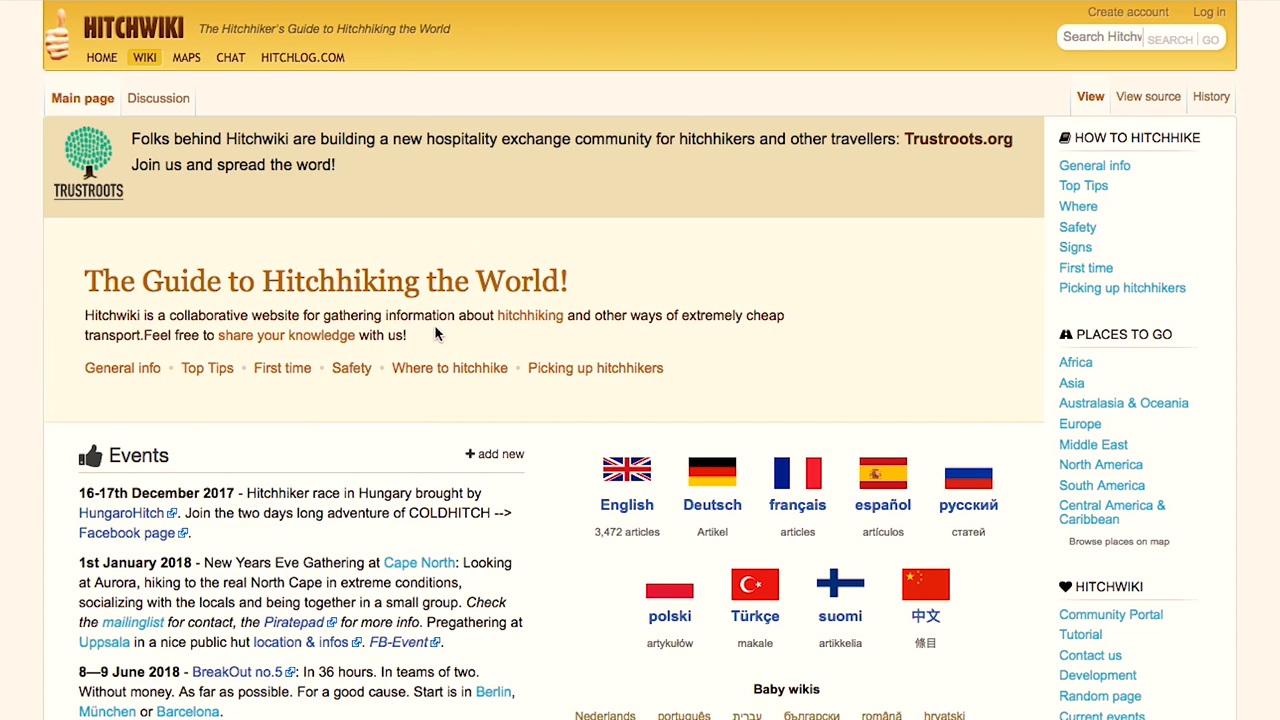 HITCHWIKI
The Hitchhiker's Guide to Hitchhiking the World
Create account Log in
Search Hitchw SEARCH GO
HOME WIKI MAPS CHAT HITCHLOG.COM
Main page Discussion
View View source History
Folks behind Hitchwiki are building a new hospitality exchange community for hitchhikers and other travellers: Trustroots.org
Join us and spread the word!
TRUSTROOTS
The Guide to Hitchhiking the World!
Hitchwiki is a collaborative website for gathering information about hitchhiking and other ways of extremely cheap
transport.Feel free to share your knowledge with us!
General info • Top Tips • First time • Safety • Where to hitchhike • Picking up hitchhikers
Events
+ add new
16-17th December 2017 - Hitchhiker race in Hungary brought by
HungaroHitch. Join the two days long adventure of COLDHITCH -->
Facebook page.
1st January 2018 - New Years Eve Gathering at Cape North: Looking
at Aurora, hiking to the real North Cape in extreme conditions,
socializing with the locals and being together in a small group. Check
the mailinglist for contact, the Piratepad for more info. Pregathering at
Uppsala in a nice public hut location & infos. FB-Event.
8—9 June 2018 - BreakOut no.5: In 36 hours. In teams of two.
Without money. As far as possible. For a good cause. Start is in Berlin,
München or Barcelona.
English Deutsch français español русский
3,472 articles Artikel articles artículos статей
polski Türkçe suomi 中文
artykułów makale artikkelia 條目
Baby wikis
Nederlands português עברית български română hrvatski
HOW TO HITCHHIKE
General info
Top Tips
Where
Safety
Signs
First time
Picking up hitchhikers
PLACES TO GO
Africa
Asia
Australasia & Oceania
Europe
Middle East
North America
South America
Central America &
Caribbean
Browse places on map
HITCHWIKI
Community Portal
Tutorial
Contact us
Development
Random page
Current events